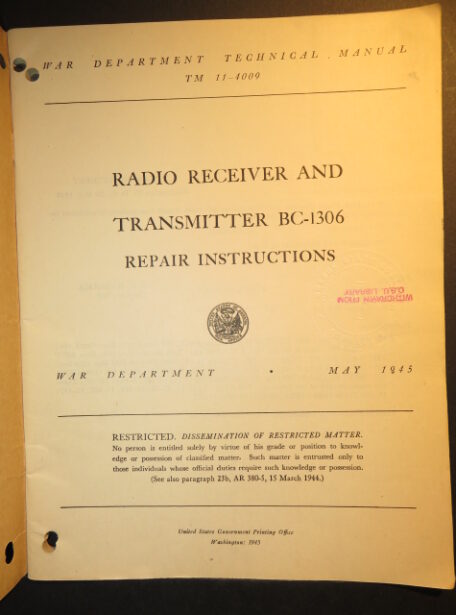 WAR DEPARTMENT TECHNICAL MANUAL
TM 11-4009
RADIO RECEIVER AND
TRANSMITTER BC-1306
REPAIR INSTRUCTIONS
WITHDRAWN FROM
C.S.U. LIBRARY
WAR DEPARTMENT • MAY 1945
RESTRICTED. DISSEMINATION OF RESTRICTED MATTER.
No person is entitled solely by virtue of his grade or position to knowl-
edge or possession of classified matter. Such matter is entrusted only to
those individuals whose official duties require such knowledge or possession.
(See also paragraph 23b, AR 380-5, 15 March 1944.)
United States Government Printing Office
Washington: 1945